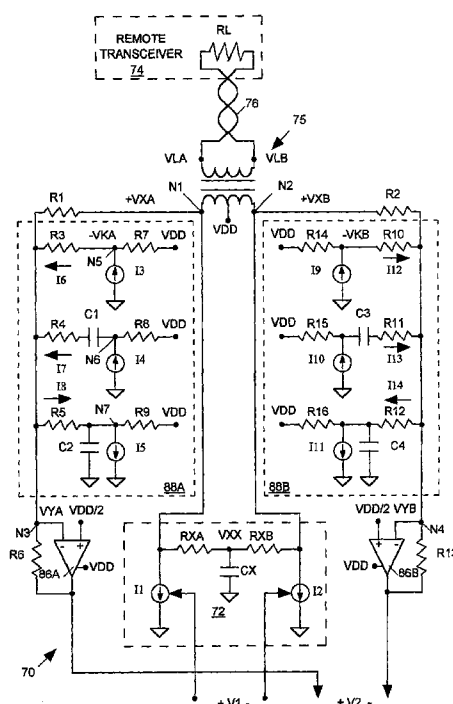 REMOTE RL
TRANSCEIVER
74
76
75
VLA VLB
N1 N2
R1 +VXA +VXB R2
VDD
R3 -VKA R7 VDD VDD R14 -VKB R10
N5
I6 I3 I9 I12
C1 C3
R4 R8 VDD VDD R15 R11
I7 N6 I4 I10 I13
I8 I14
N7
R5 R9 VDD VDD R16 R12
C2 I5 I11 C4
88A 88B
VYA VDD/2 VDD/2 VYB
N3 N4
RXA VXX RXB
R6 VDD VDD
86A CX 86B
I1 I2
72
70
+ V1 - + V2 -